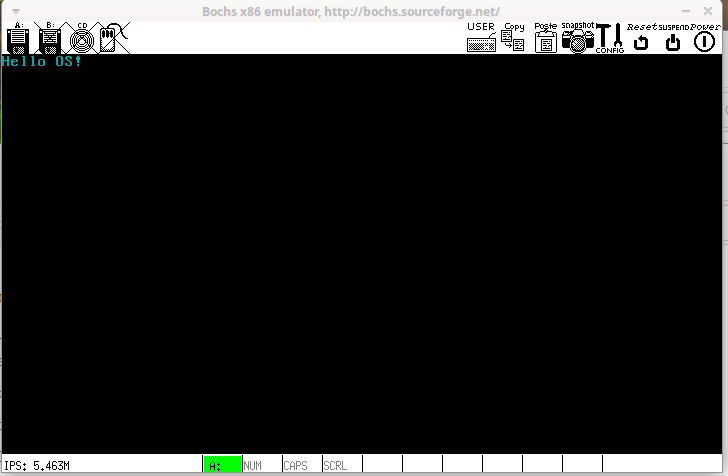 Bochs x86 emulator, http://bochs.sourceforge.net/
A: B: CD USER Copy Paste snapshot CONFIG Reset SUSPEND Power
Hello OS!
IPS: 5.463M A: NUM CAPS SCRL